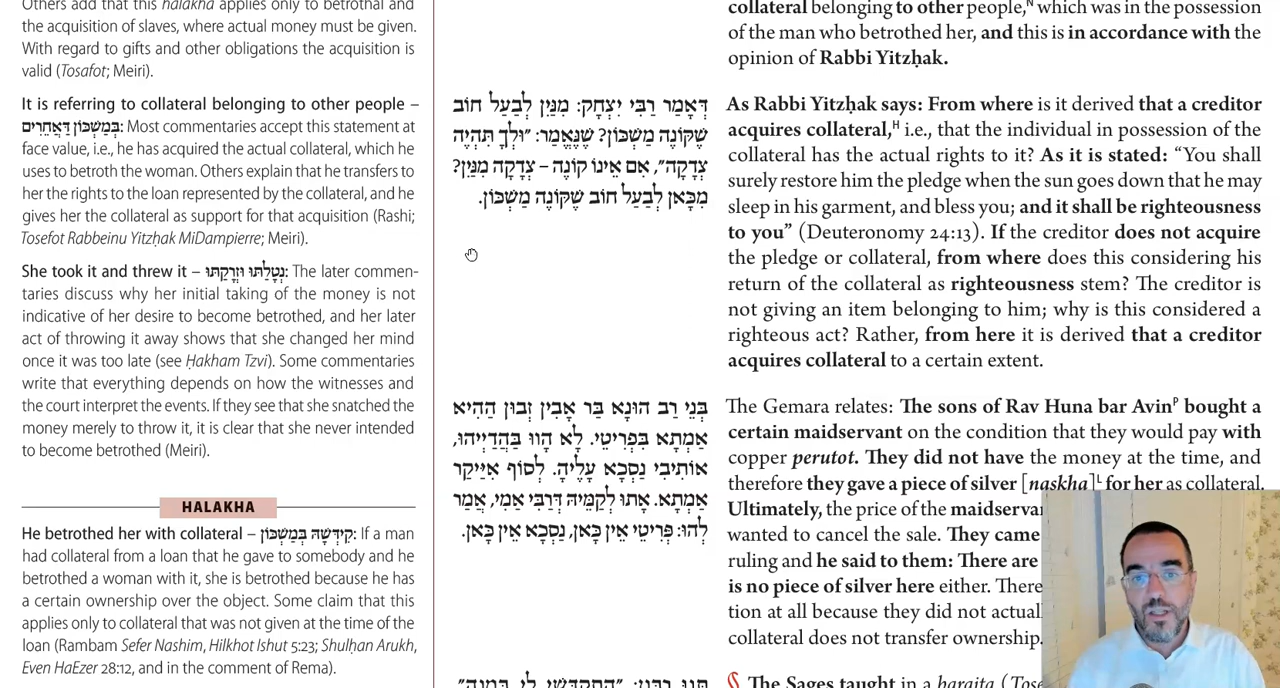 Others add that this halakha applies only to betrothal and
the acquisition of slaves, where actual money must be given.
With regard to gifts and other obligations the acquisition is
valid (Tosafot; Meiri).
It is referring to collateral belonging to other people –
בְּמַשְׁכּוֹן דַּאֲחֵרִים: Most commentaries accept this statement at
face value, i.e., he has acquired the actual collateral, which he
uses to betroth the woman. Others explain that he transfers to
her the rights to the loan represented by the collateral, and he
gives her the collateral as support for that acquisition (Rashi;
Tosefot Rabbeinu Yitzḥak MiDampierre; Meiri).
She took it and threw it – נְטָלַתּוּ וּזְרָקַתּוּ: The later commen-
taries discuss why her initial taking of the money is not
indicative of her desire to become betrothed, and her later
act of throwing it away shows that she changed her mind
once it was too late (see Ḥakham Tzvi). Some commentaries
write that everything depends on how the witnesses and
the court interpret the events. If they see that she snatched the
money merely to throw it, it is clear that she never intended
to become betrothed (Meiri).
HALAKHA
He betrothed her with collateral – קִידְּשָׁהּ בְּמַשְׁכּוֹן: If a man
had collateral from a loan that he gave to somebody and he
betrothed a woman with it, she is betrothed because he has
a certain ownership over the object. Some claim that this
applies only to collateral that was not given at the time of the
loan (Rambam Sefer Nashim, Hilkhot Ishut 5:23; Shulḥan Arukh,
Even HaEzer 28:12, and in the comment of Rema).
דְּאָמַר רַבִּי יִצְחָק: מִנַּיִן לְבַעַל חוֹב
שֶׁקּוֹנֶה מַשְׁכּוֹן? שֶׁנֶּאֱמַר: "וּלְךָ תִּהְיֶה
צְדָקָה", אִם אֵינוֹ קוֹנֶה – צְדָקָה מִנַּיִן?
מִכָּאן לְבַעַל חוֹב שֶׁקּוֹנֶה מַשְׁכּוֹן.
בְּנֵי רַב הוּנָא בַּר אָבִין זְבוּן הַהִיא
אַמְתָא בִּפְרִיטֵי. לָא הֲווּ בַּהֲדַיְיהוּ,
אוֹתִיבִי נַסְכָא עֲלֵיהּ. לְסוֹף אִיַּיקַּר
אַמְתָא. אֲתוֹ לְקַמֵּיהּ דְּרַבִּי אַמִי, אֲמַר
לְהוּ: פְּרִיטֵי אֵין כָּאן, נַסְכָא אֵין כָּאן.
תָּנוּ רַבָּנַן: "הִתְקַדְּשִׁי לִי בְּמָנֶה"
collateral belonging to other people,ᴺ which was in the possession
of the man who betrothed her, and this is in accordance with the
opinion of Rabbi Yitzḥak.
As Rabbi Yitzḥak says: From where is it derived that a creditor
acquires collateral,ᴴ i.e., that the individual in possession of the
collateral has the actual rights to it? As it is stated: "You shall
surely restore him the pledge when the sun goes down that he may
sleep in his garment, and bless you; and it shall be righteousness
to you" (Deuteronomy 24:13). If the creditor does not acquire
the pledge or collateral, from where does this considering his
return of the collateral as righteousness stem? The creditor is
not giving an item belonging to him; why is this considered a
righteous act? Rather, from here it is derived that a creditor
acquires collateral to a certain extent.
The Gemara relates: The sons of Rav Huna bar Avinᴾ bought a
certain maidservant on the condition that they would pay with
copper perutot. They did not have the money at the time, and
therefore they gave a piece of silver [naskha]ᴸ for her as collateral.
Ultimately, the price of the
wanted to cancel the sale. They came
ruling and he said to them: There are
is no piece of silver here either. There
tion at all because they did not
collateral does not transfer ownership.
The Sages taught in a baraita